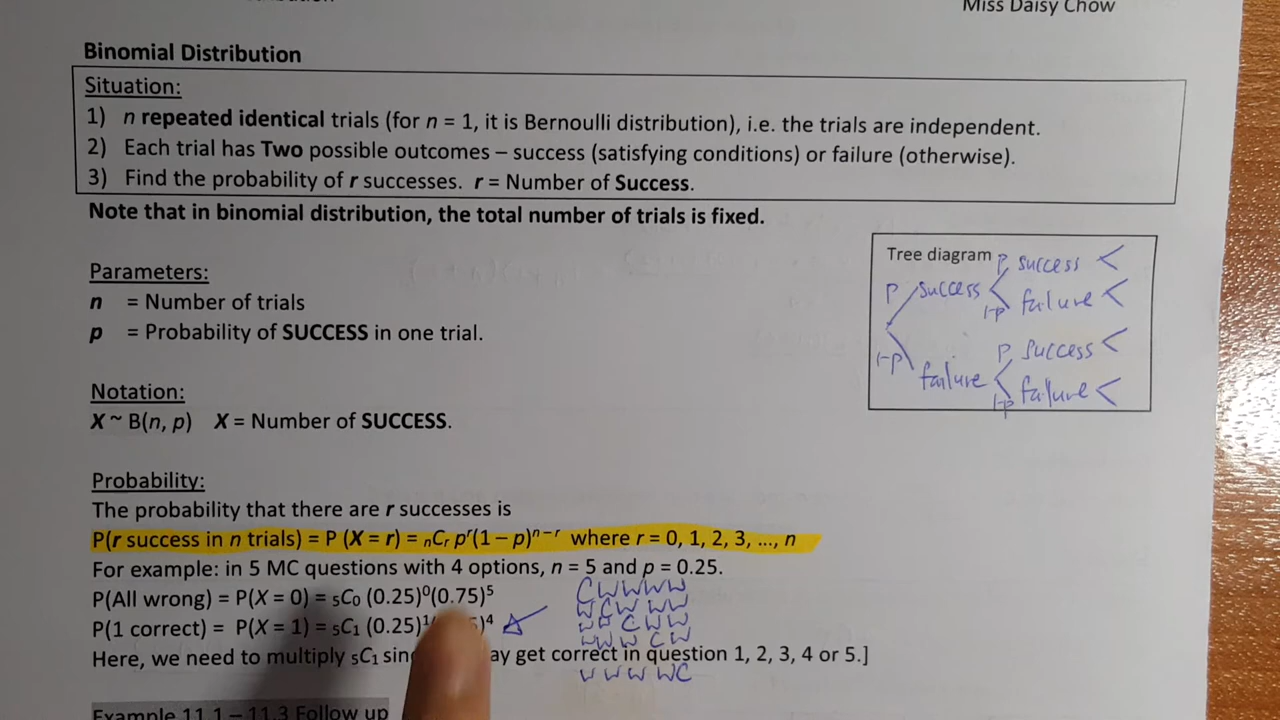 Miss Daisy Chow
Binomial Distribution
Situation:
1) n repeated identical trials (for n = 1, it is Bernoulli distribution), i.e. the trials are independent.
2) Each trial has Two possible outcomes – success (satisfying conditions) or failure (otherwise).
3) Find the probability of r successes. r = Number of Success.
Note that in binomial distribution, the total number of trials is fixed.
Tree diagram
P success <
P success <
1-p failure <
1-p failure <
P success <
1-p failure <
Parameters:
n = Number of trials
p = Probability of SUCCESS in one trial.
Notation:
X ~ B(n, p) X = Number of SUCCESS.
Probability:
The probability that there are r successes is
P(r success in n trials) = P (X = r) = ₙCᵣ pʳ(1 – p)ⁿ⁻ʳ where r = 0, 1, 2, 3, ..., n
For example: in 5 MC questions with 4 options, n = 5 and p = 0.25.
P(All wrong) = P(X = 0) = ₅C₀ (0.25)⁰(0.75)⁵
P(1 correct) = P(X = 1) = ₅C₁ (0.25)¹ ⁴
CWWWW
WCWWW
WWCWW
WWWCW
WWWWC
Here, we need to multiply ₅C₁ get correct in question 1, 2, 3, 4 or 5.]
Example 11.1 – 11.3 Follow up